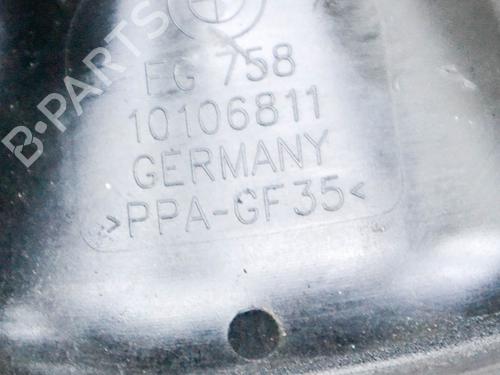 EG 758
10106811
GERMANY
>PPA-GF35<
B-PARTS